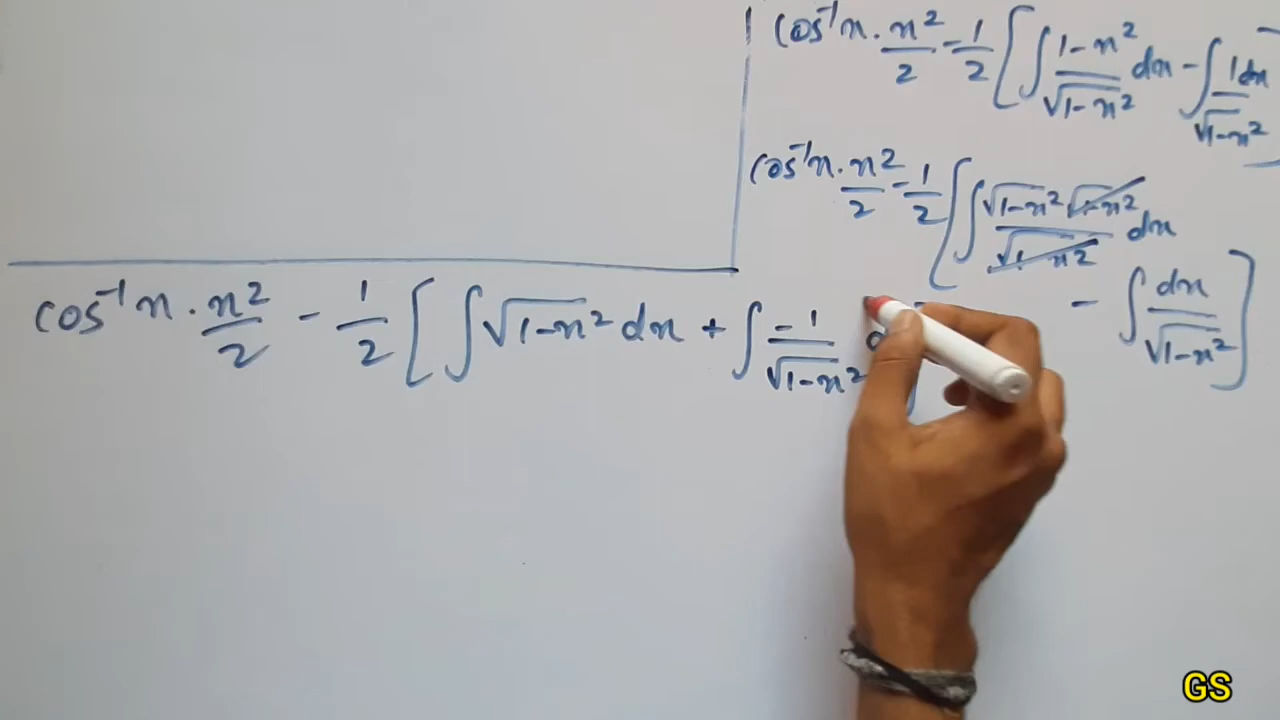 cos⁻¹x · x²/2 - 1/2 [ ∫ 1-x²/√1-x² dx - ∫ 1dx/√1-x² ]
cos⁻¹x · x²/2 - 1/2 [ ∫ √1-x² √1-x²/√1-x² dx
- ∫ dx/√1-x² ]
cos⁻¹x · x²/2 - 1/2 [ ∫ √1-x² dx + ∫ -1/√1-x²
GS